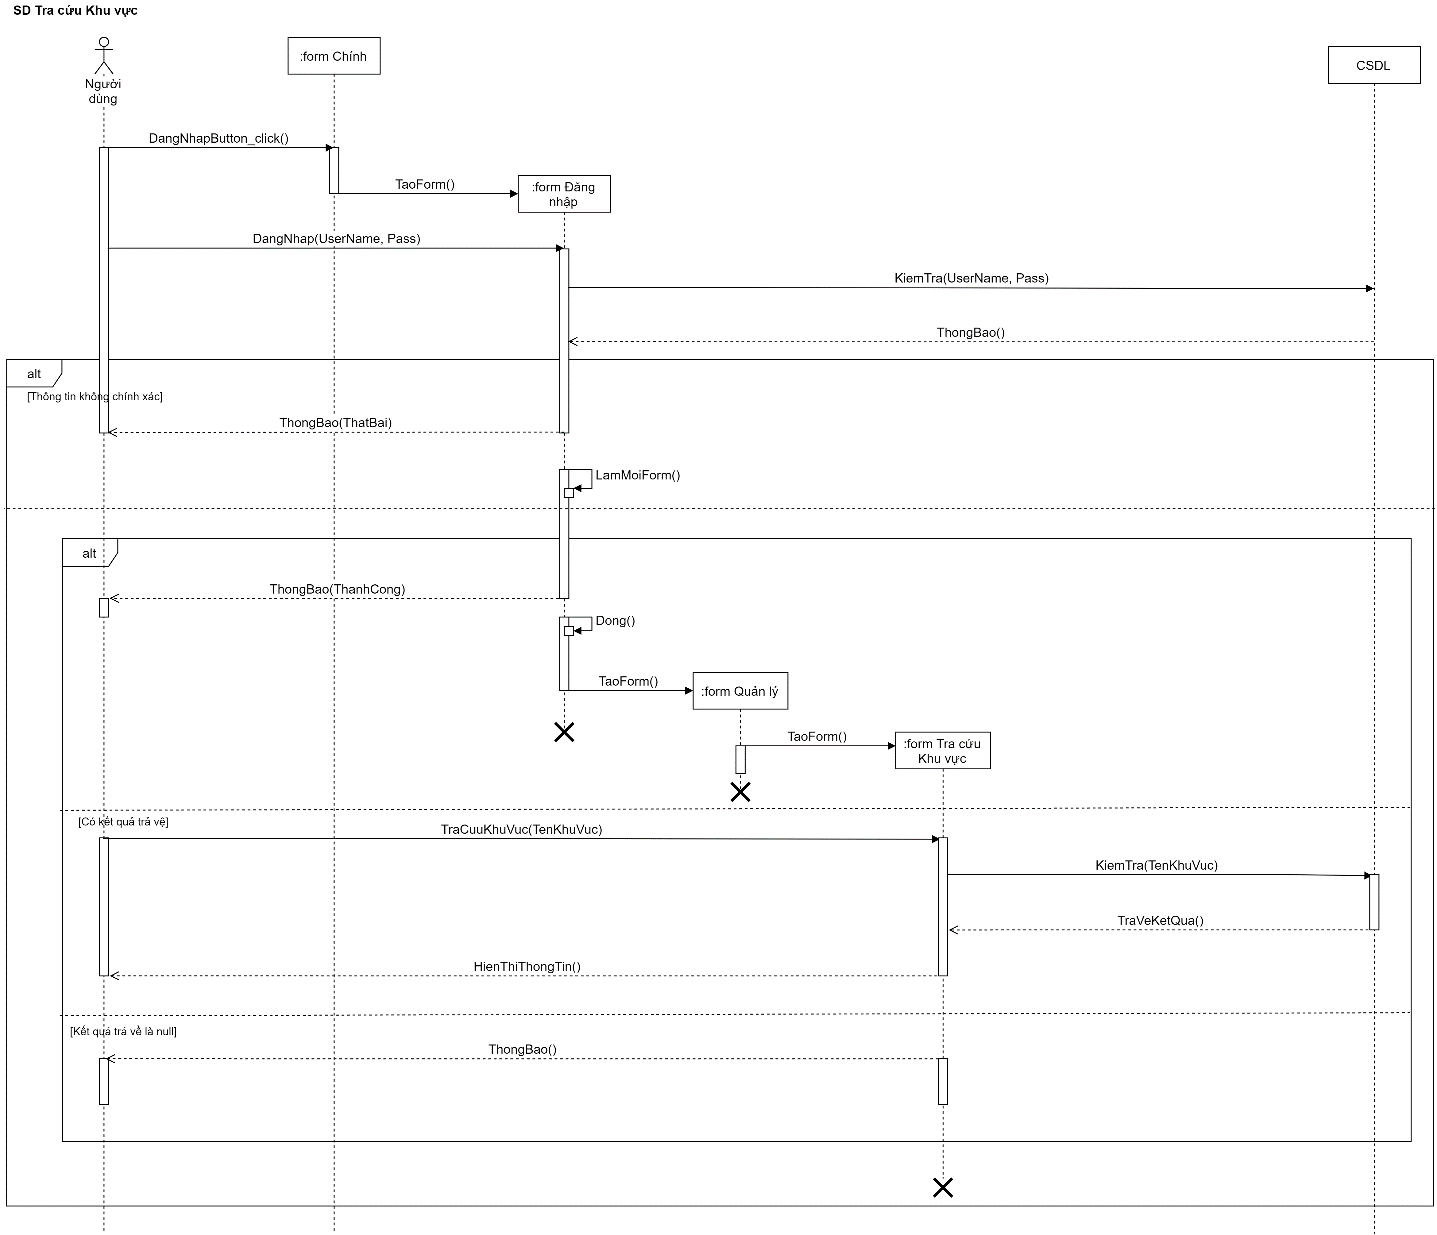 SD Tra cứu Khu vực
:form Chính
CSDL
Người
dùng
DangNhapButton_click()
TaoForm()
:form Đăng
nhập
DangNhap(UserName, Pass)
KiemTra(UserName, Pass)
ThongBao()
alt
[Thông tin không chính xác]
ThongBao(ThatBai)
LamMoiForm()
alt
ThongBao(ThanhCong)
Dong()
TaoForm()
:form Quản lý
TaoForm()
:form Tra cứu
Khu vực
[Có kết quả trả vệ]
TraCuuKhuVuc(TenKhuVuc)
KiemTra(TenKhuVuc)
TraVeKetQua()
HienThiThongTin()
[Kết quả trả về là null]
ThongBao()